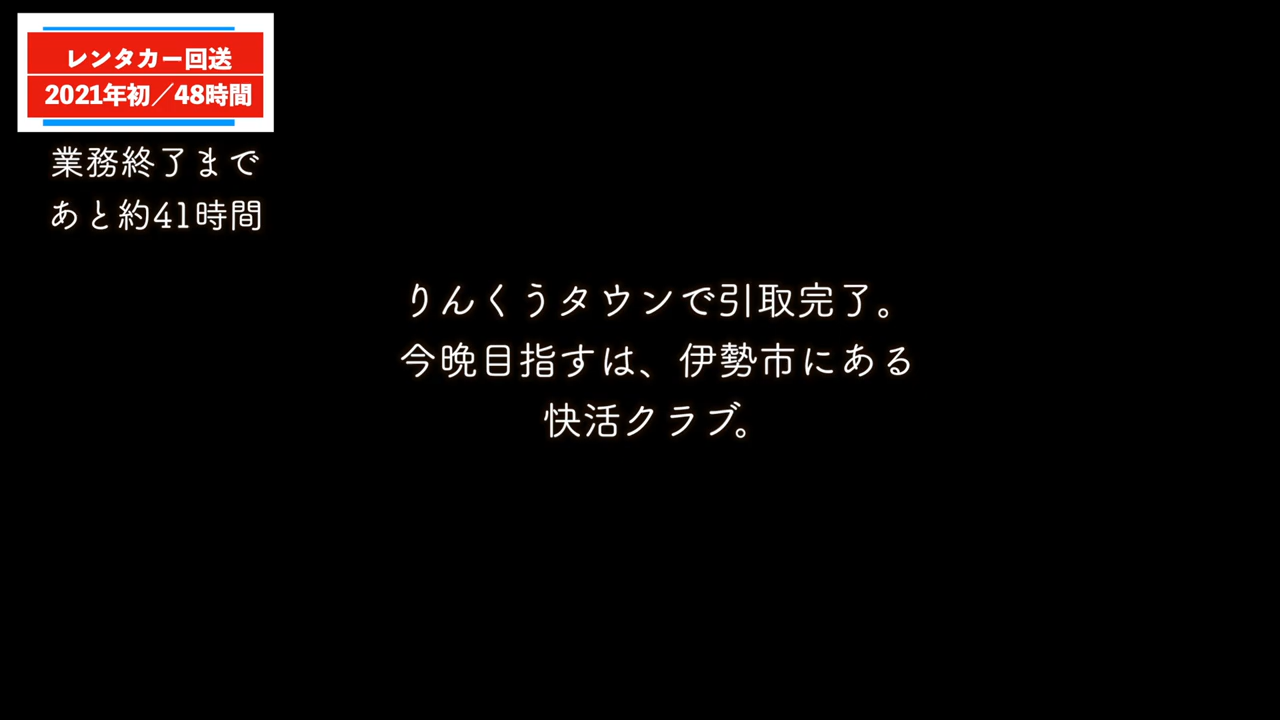 レンタカー回送
2021年初／48時間
業務終了まで
あと約41時間
りんくうタウンで引取完了。
今晩目指すは、伊勢市にある
快活クラブ。